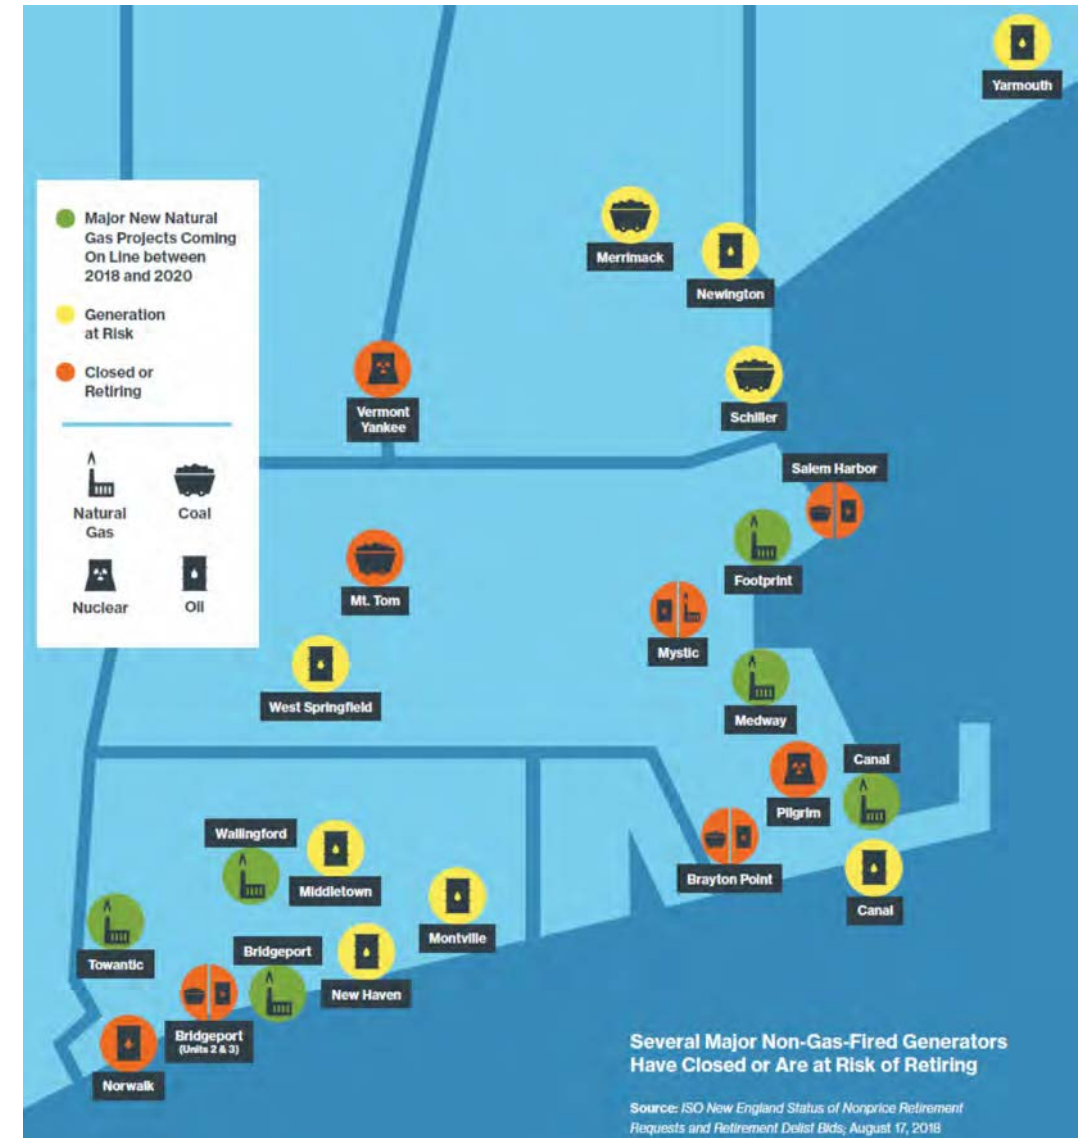 Yarmouth
Merrimack
Newington
Major New Natural
Gas Projects Coming
On Line between
2018 and 2020
Generation
at Risk
Closed or
Retiring
Natural
Gas
Coal
Nuclear
Oil
Vermont
Yankee
Schiller
Salem Harbor
Footprint
Mt. Tom
Mystic
West Springfield
Medway
Canal
Pilgrim
Wallingford
Middletown
Brayton Point
Canal
Montville
Towantic
Bridgeport
New Haven
Bridgeport
(Units 2 & 3)
Norwalk
Several Major Non-Gas-Fired Generators
Have Closed or Are at Risk of Retiring
Source: ISO New England Status of Nonprice Retirement
Requests and Retirement Delist Bids; August 17, 2018